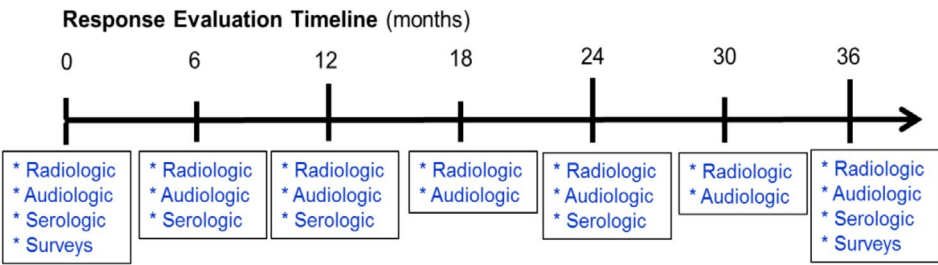 Response Evaluation Timeline (months)
0 6 12 18 24 30 36
* Radiologic
* Audiologic
* Serologic
* Surveys
* Radiologic
* Audiologic
* Serologic
* Radiologic
* Audiologic
* Serologic
* Radiologic
* Audiologic
* Radiologic
* Audiologic
* Serologic
* Radiologic
* Audiologic
* Radiologic
* Audiologic
* Serologic
* Surveys